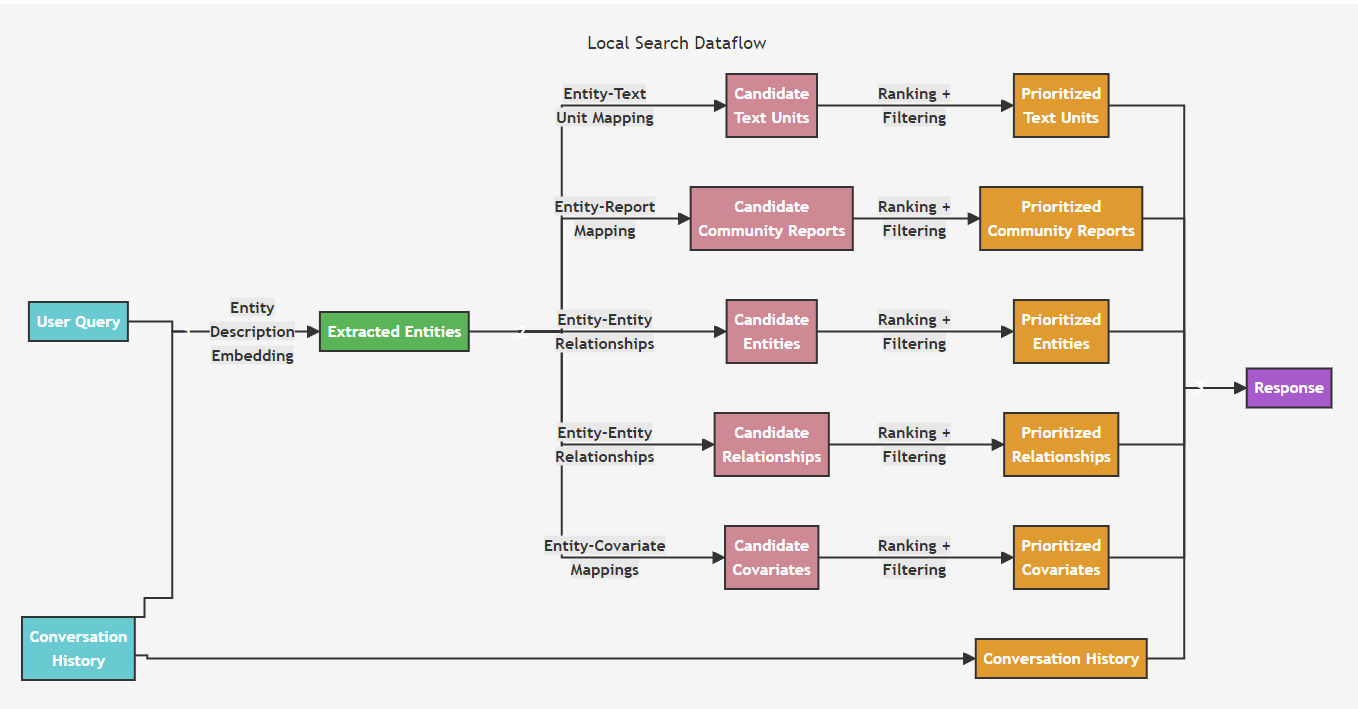 Local Search Dataflow
Entity-Text
Unit Mapping
Candidate
Text Units
Ranking +
Filtering
Prioritized
Text Units
Entity-Report
Mapping
Candidate
Community Reports
Ranking +
Filtering
Prioritized
Community Reports
User Query
Entity
Description
Embedding
Extracted Entities
Entity-Entity
Relationships
Candidate
Entities
Ranking +
Filtering
Prioritized
Entities
Response
Entity-Entity
Relationships
Candidate
Relationships
Ranking +
Filtering
Prioritized
Relationships
Entity-Covariate
Mappings
Candidate
Covariates
Ranking +
Filtering
Prioritized
Covariates
Conversation
History
Conversation History